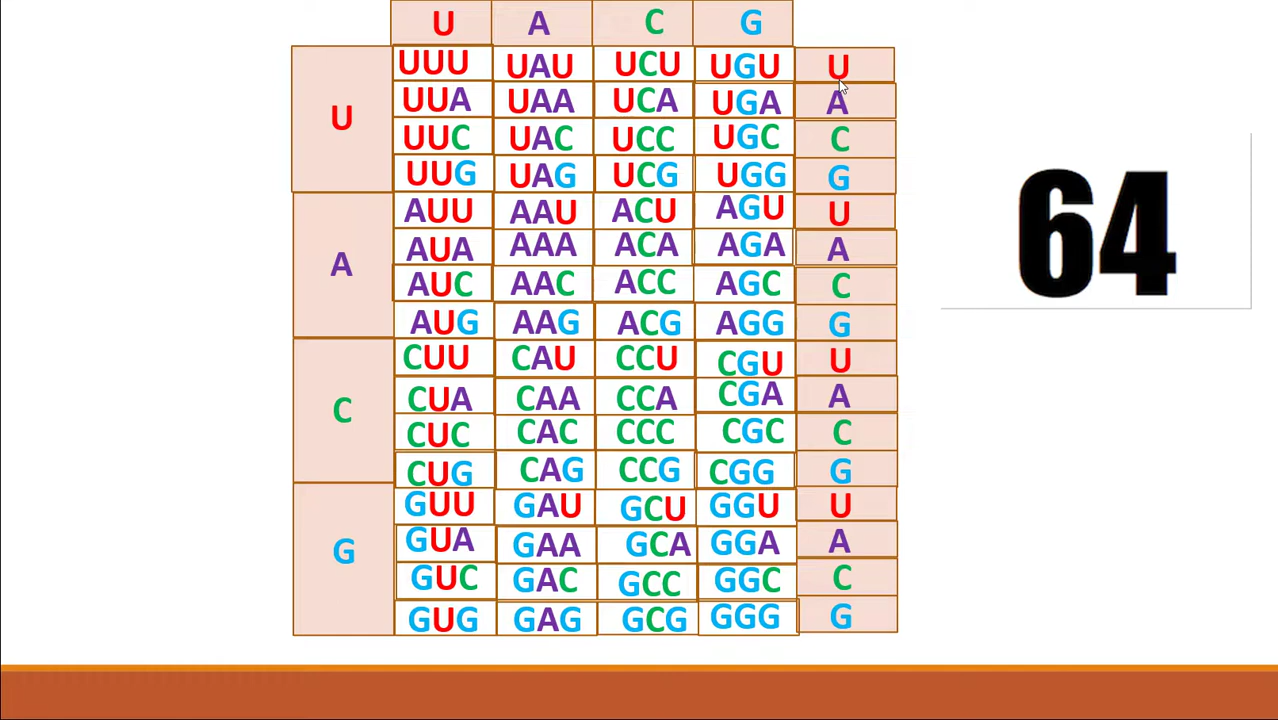 U A C G
UUU UAU UCU UGU U
UUA UAA UCA UGA A
UUC UAC UCC UGC C
U
UUG UAG UCG UGG G
AUU AAU ACU AGU U
AUA AAA ACA AGA A
A
AUC AAC ACC AGC C
AUG AAG ACG AGG G
CUU CAU CCU CGU U
CUA CAA CCA CGA A
C
CUC CAC CCC CGC C
CUG CAG CCG CGG G
GUU GAU GCU GGU U
GUA GAA GCA GGA A
G
GUC GAC GCC GGC C
GUG GAG GCG GGG G
64